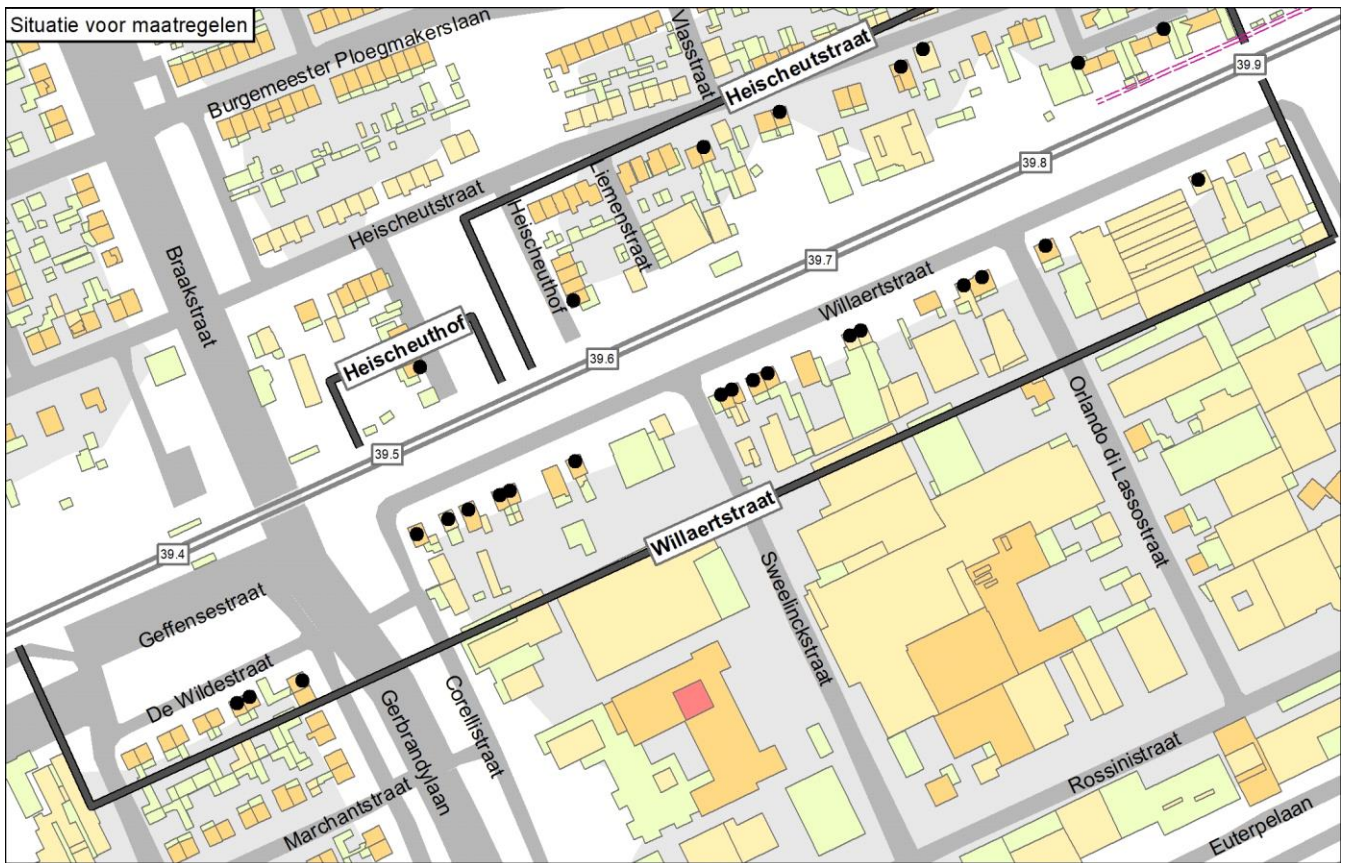 Situatie voor maatregelen
Burgemeester Ploegmakerslaan
Vlasstraat
Heischeutstraat
39.9
39.8
Liemenstraat
Heischeutstraat
Heischeuthof
Braakstraat
39.7
Willaertstraat
Heischeuthof
39.6
Orlando di Lassostraat
39.5
Willaertstraat
39.4
Sweelinckstraat
Geffensestraat
De Wildestraat
Corellistraat
Gerbrandylaan
Rossinistraat
Marchantstraat
Euterpelaan